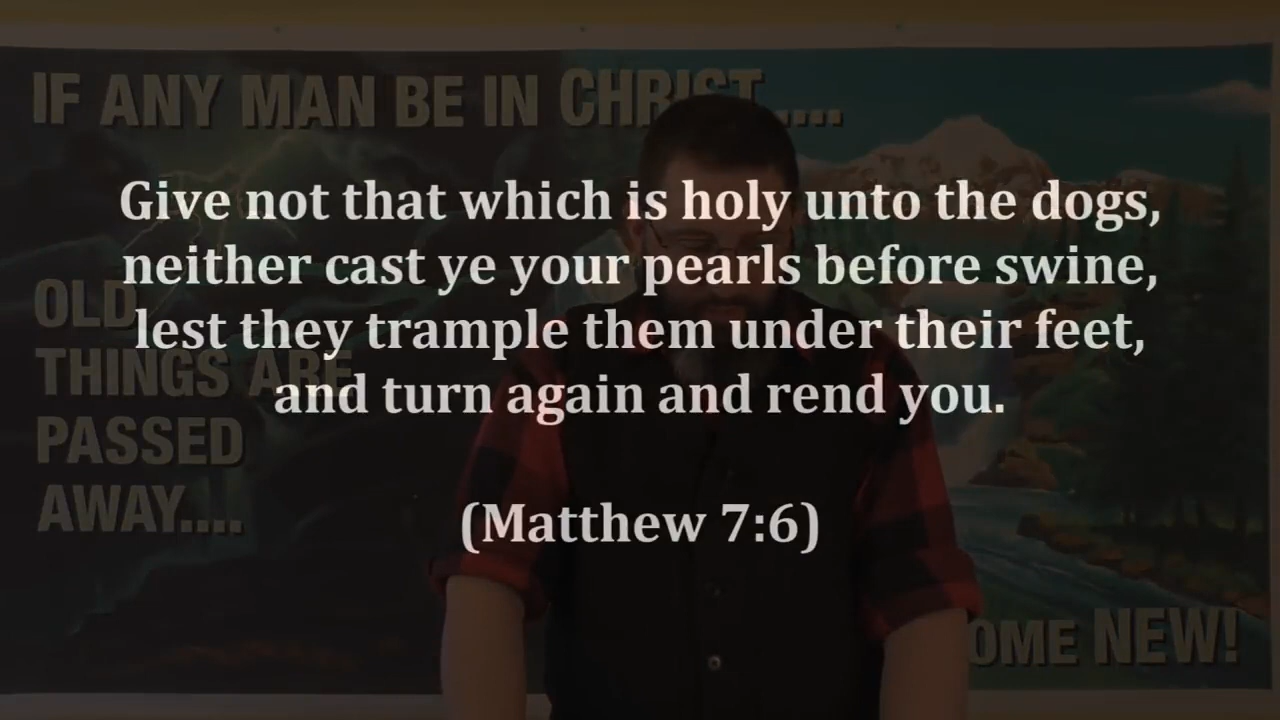 IF ANY MAN BE IN CHRIST....
Give not that which is holy unto the dogs,
neither cast ye your pearls before swine,
lest they trample them under their feet,
and turn again and rend you.
(Matthew 7:6)
OLD
THINGS ARE
PASSED
AWAY....
OME NEW!